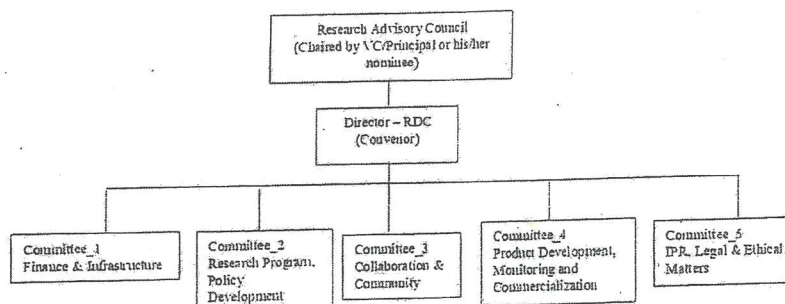 Research Advisory Council
(Chaired by VC/Principal or his/her
nominee)
Director – RDC
(Convenor)
Committee_1
Finance & Infrastructure
Committee_2
Research Program,
Policy
Development
Committee_3
Collaboration &
Community
Committee_4
Product Development,
Monitoring and
Commercialization
Committee_5
IPR, Legal & Ethical
Matters